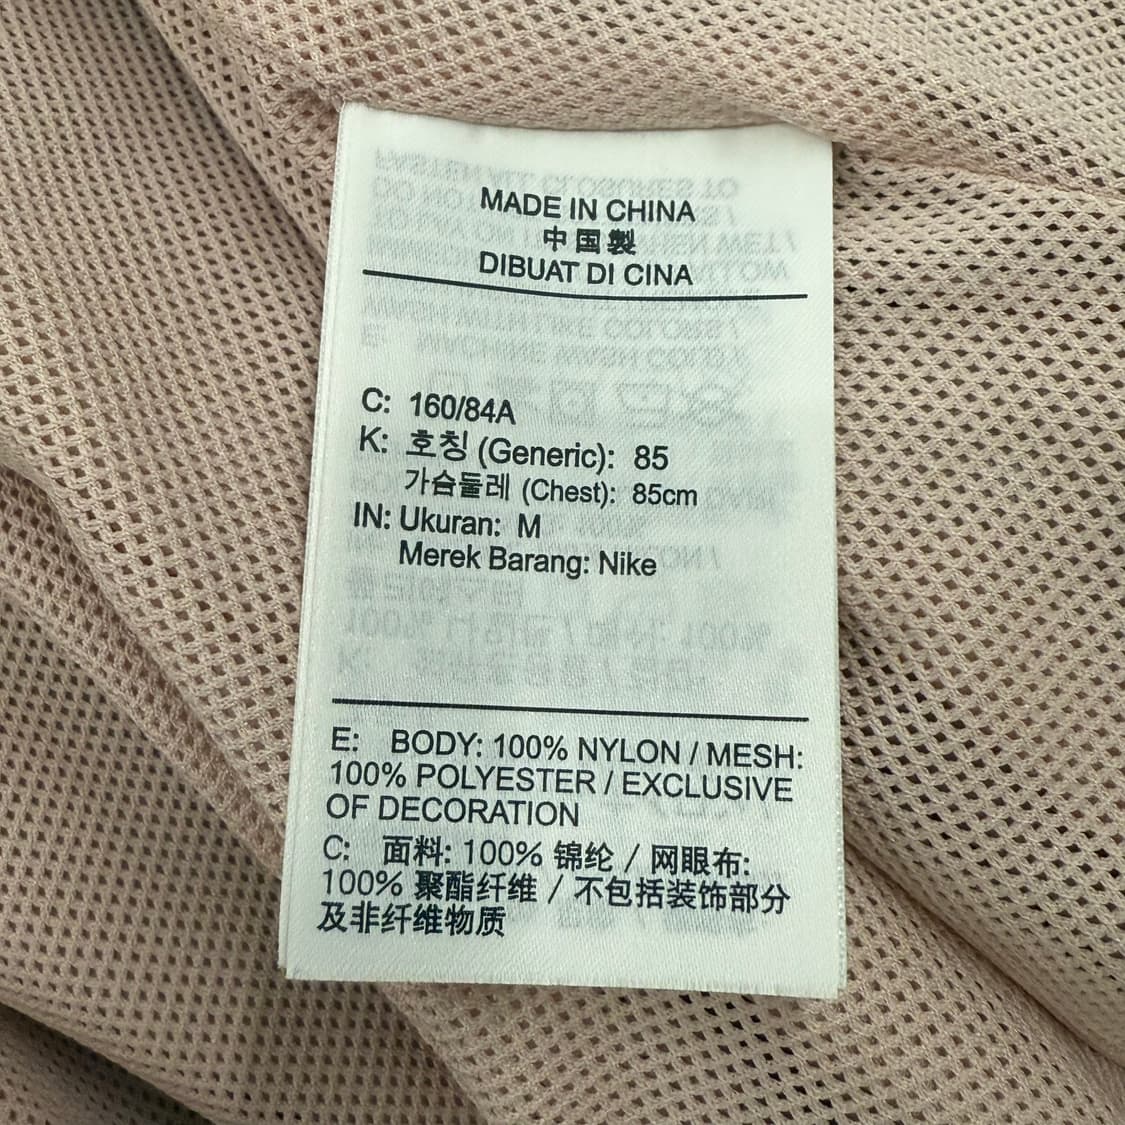 MADE IN CHINA
中国製
DIBUAT DI CINA
C: 160/84A
K: 호칭 (Generic): 85
가슴둘레 (Chest): 85cm
IN: Ukuran: M
Merek Barang: Nike
E: BODY: 100% NYLON / MESH:
100% POLYESTER / EXCLUSIVE
OF DECORATION
C: 面料: 100% 锦纶 / 网眼布:
100% 聚酯纤维 / 不包括装饰部分
及非纤维物质